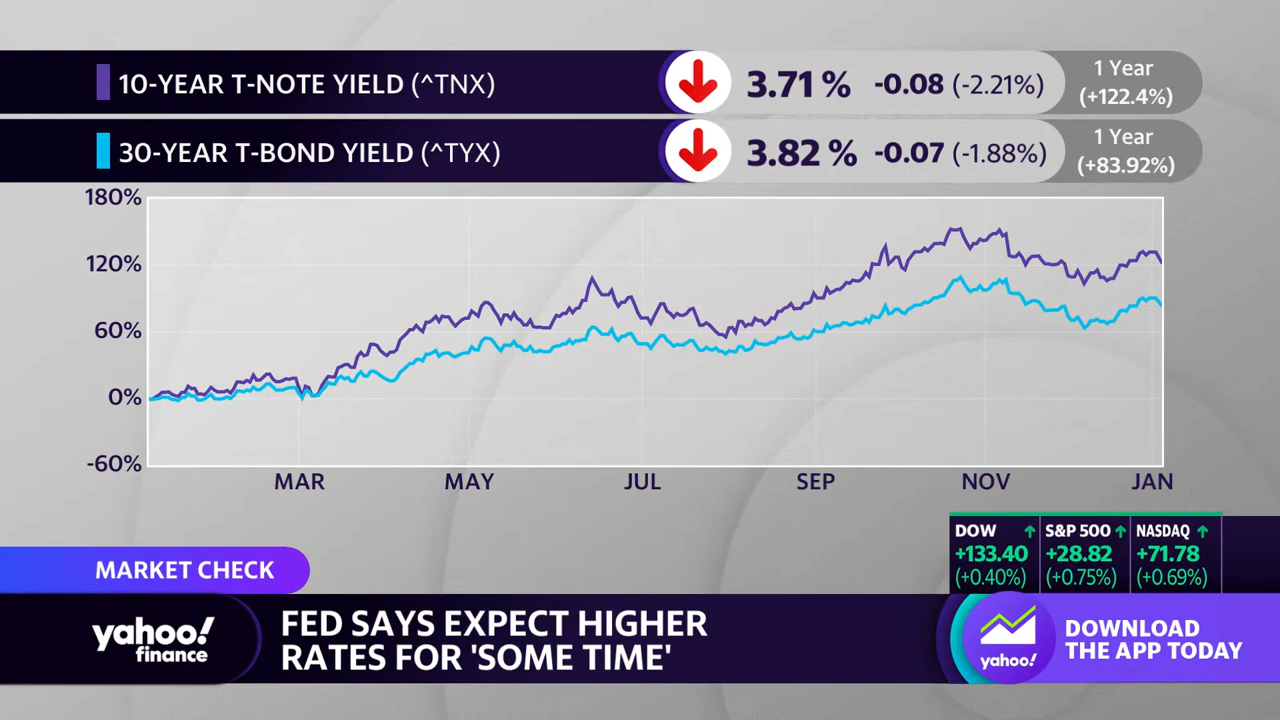 10-YEAR T-NOTE YIELD (^TNX)
3.71 % -0.08 (-2.21%)
1 Year
(+122.4%)
30-YEAR T-BOND YIELD (^TYX)
3.82 % -0.07 (-1.88%)
1 Year
(+83.92%)
180%
120%
60%
0%
-60%
MAR MAY JUL SEP NOV JAN
DOW
+133.40
(+0.40%)
S&P 500
+28.82
(+0.75%)
NASDAQ
+71.78
(+0.69%)
MARKET CHECK
yahoo!
finance
FED SAYS EXPECT HIGHER
RATES FOR 'SOME TIME'
yahoo!
DOWNLOAD
THE APP TODAY